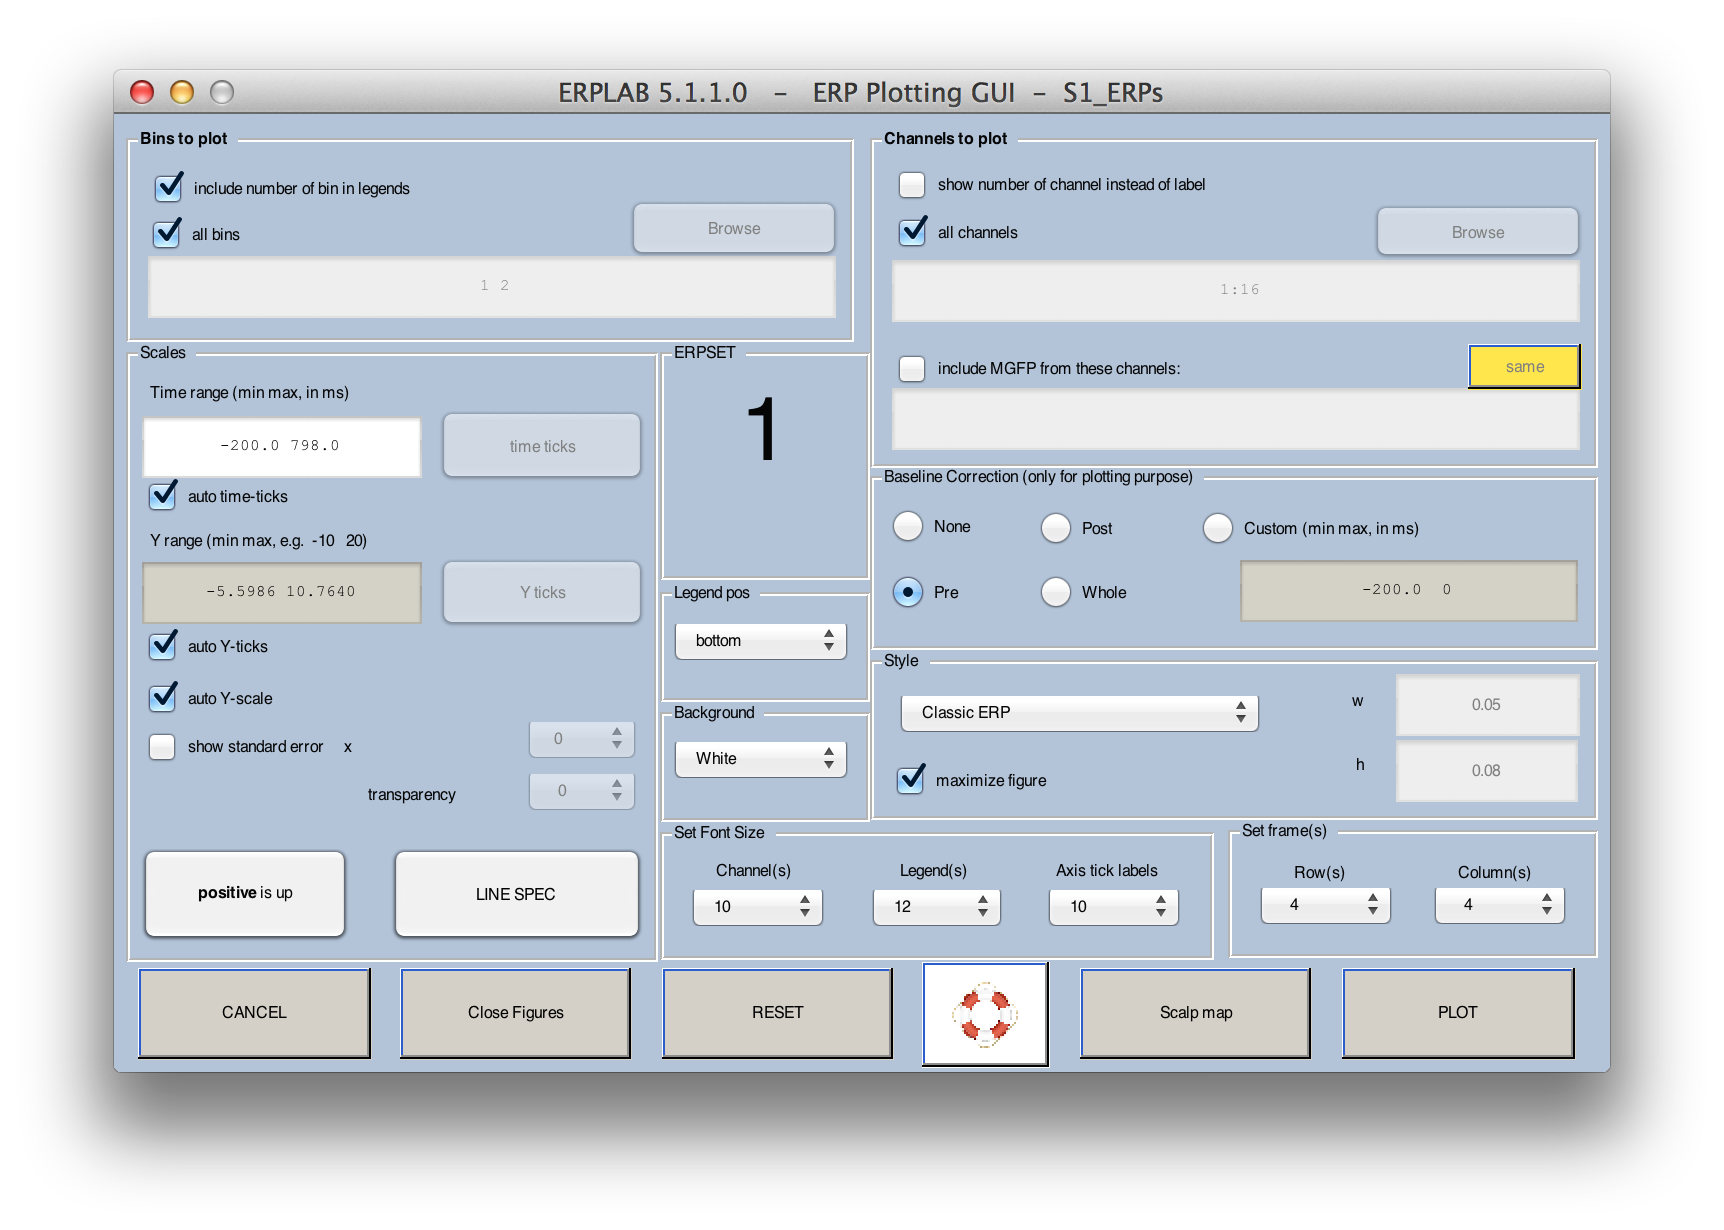 ERPLAB 5.1.1.0 - ERP Plotting GUI - S1_ERPs
Bins to plot
include number of bin in legends
all bins
Browse
1 2
Channels to plot
show number of channel instead of label
all channels
Browse
1:16
include MGFP from these channels:
same
Scales
Time range (min max, in ms)
-200.0 798.0
time ticks
auto time-ticks
Y range (min max, e.g. -10 20)
-5.5986 10.7640
Y ticks
auto Y-ticks
auto Y-scale
show standard error x
0
transparency
0
positive is up
LINE SPEC
ERPSET
1
Legend pos
bottom
Background
White
Baseline Correction (only for plotting purpose)
None
Post
Custom (min max, in ms)
Pre
Whole
-200.0 0
Style
Classic ERP
w
0.05
maximize figure
h
0.08
Set Font Size
Channel(s)
Legend(s)
Axis tick labels
10
12
10
Set frame(s)
Row(s)
Column(s)
4
4
CANCEL
Close Figures
RESET
Scalp map
PLOT